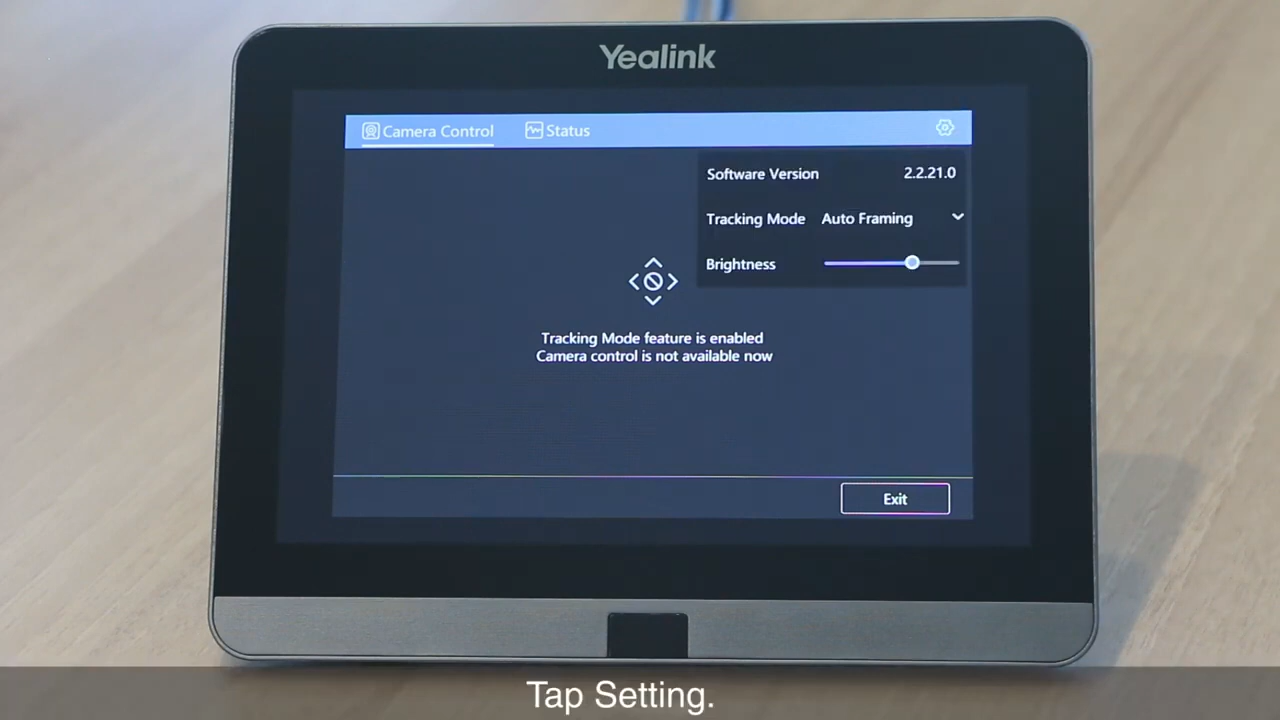 Yealink
Camera Control Status
Software Version 2.2.21.0
Tracking Mode Auto Framing
Brightness
Tracking Mode feature is enabled
Camera control is not available now
Exit
Tap Setting.